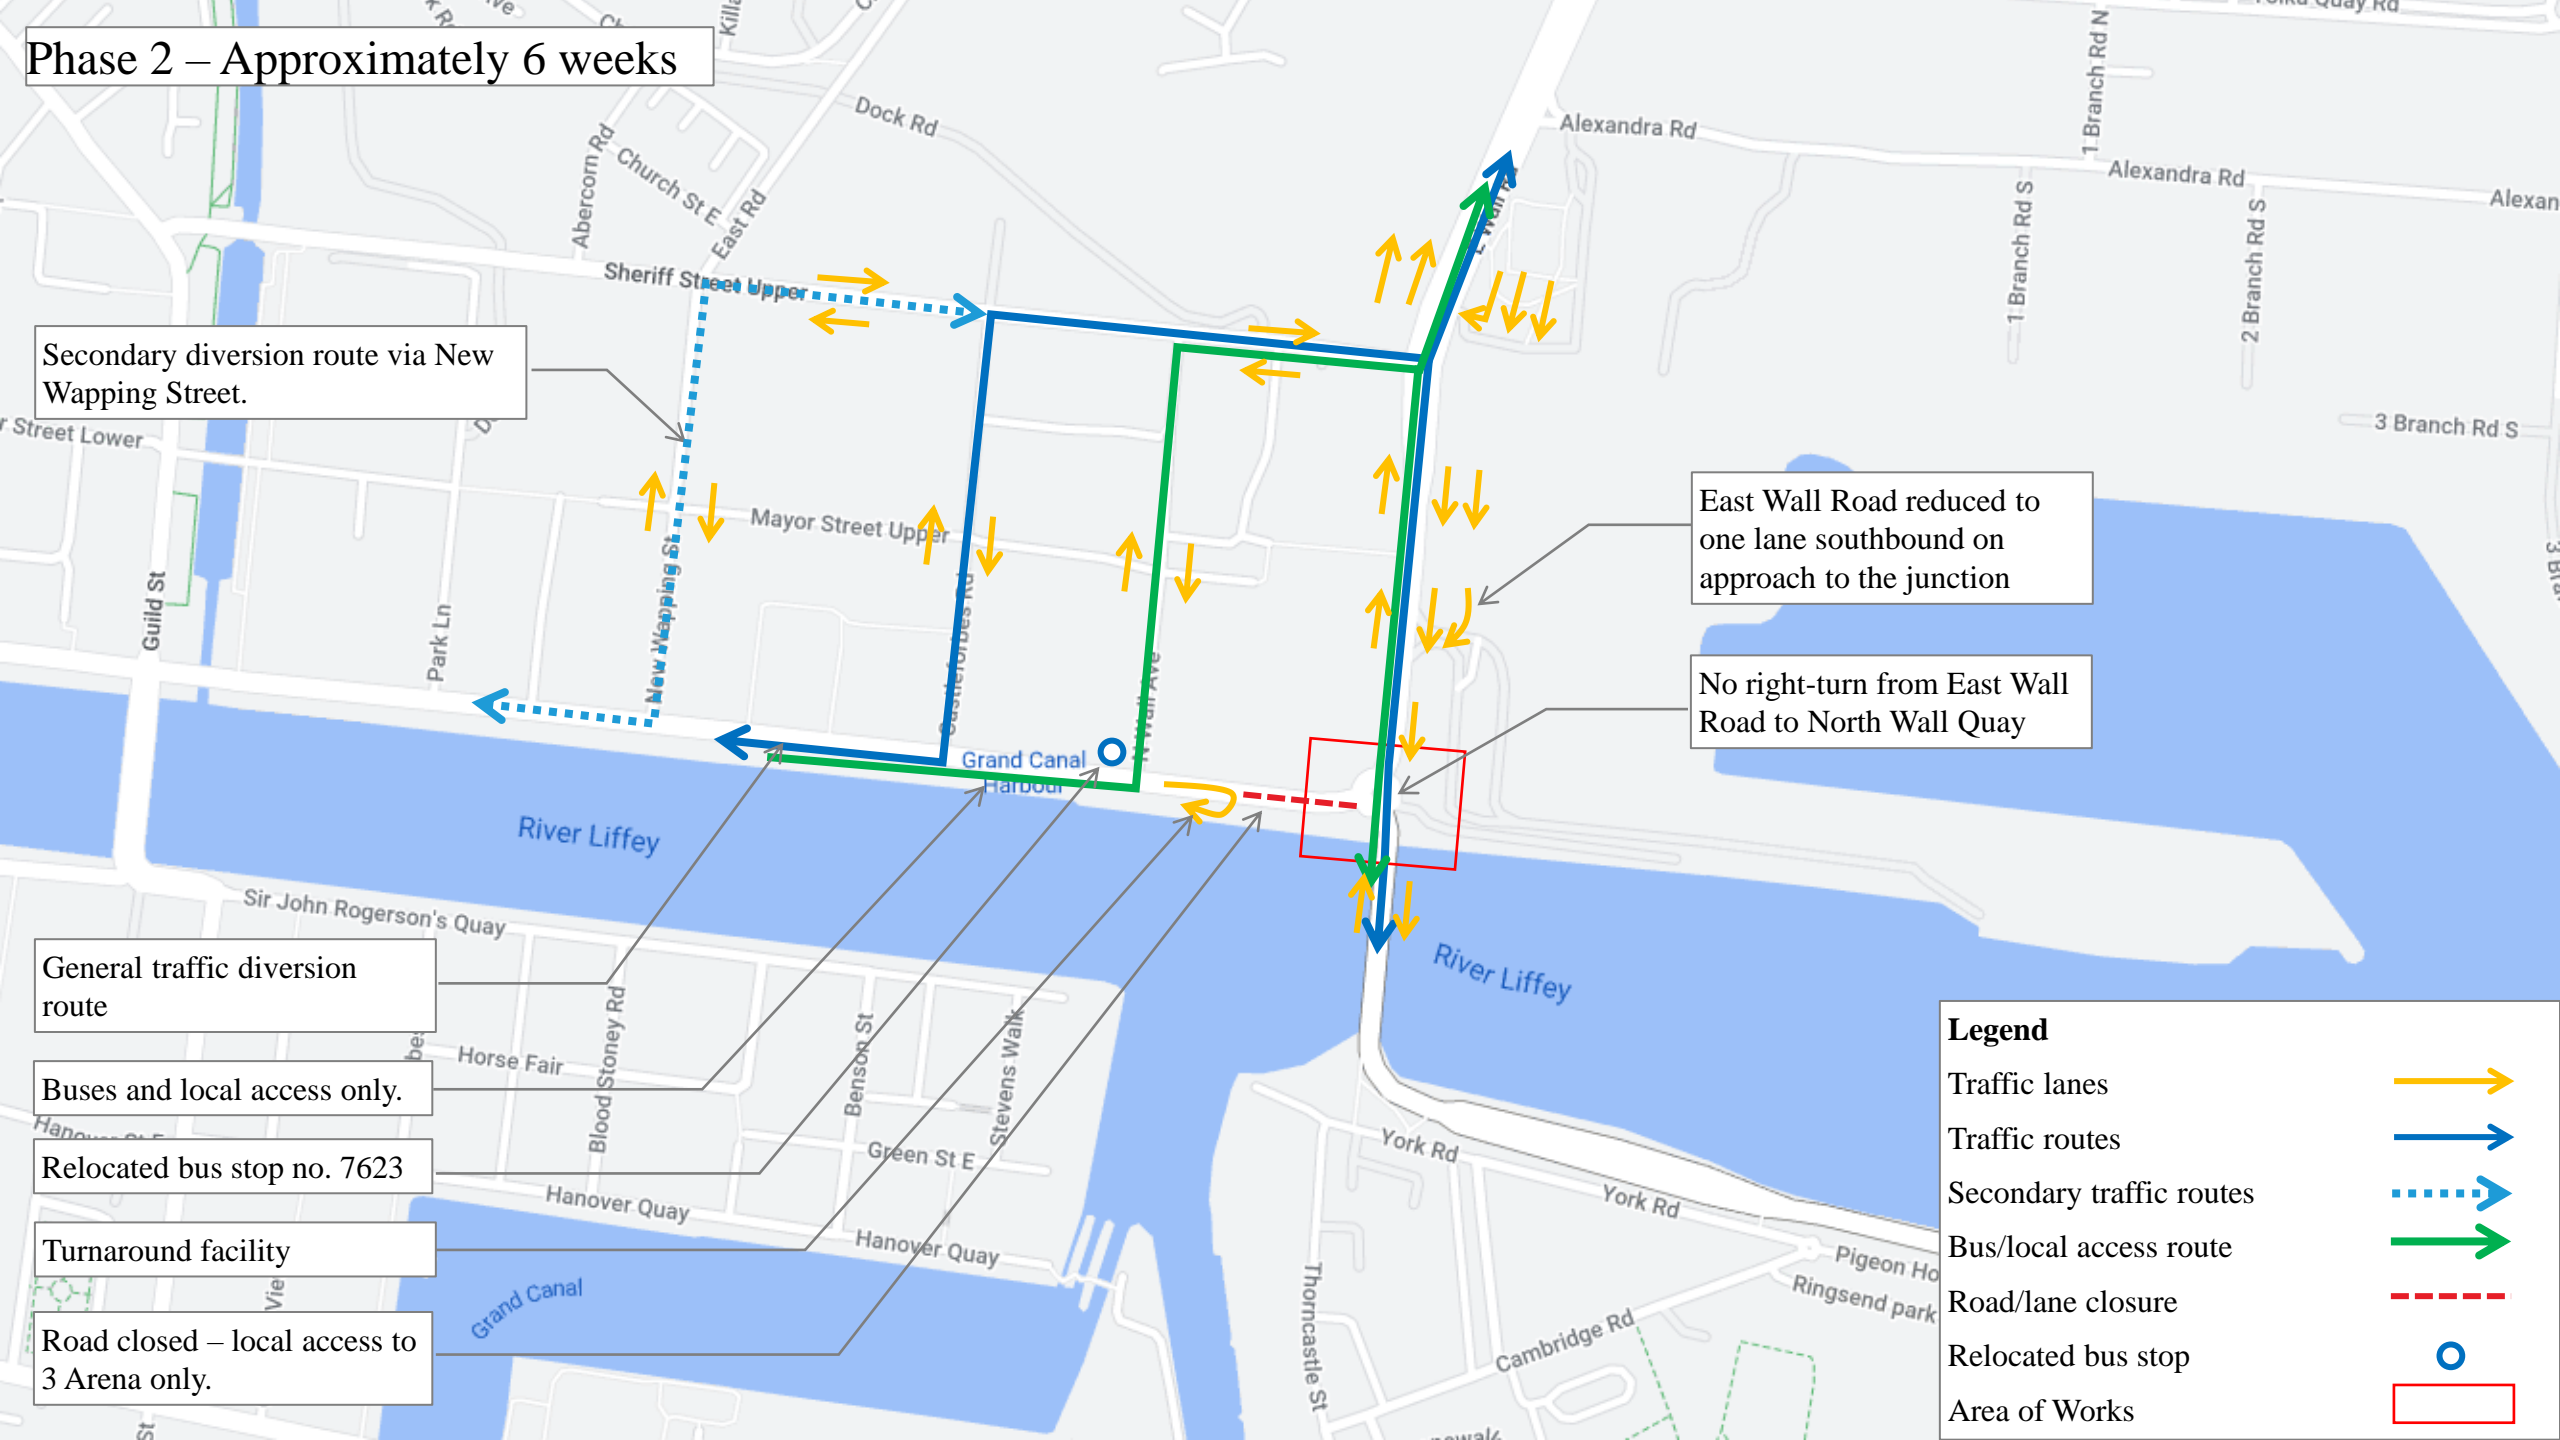 Phase 2 – Approximately 6 weeks
Dock Rd
Alexandra Rd
Alexandra Rd
1 Branch Rd N
Abercorn Rd
Church St E
East Rd
Sheriff Street Upper
1 Branch Rd S
2 Branch Rd S
3 Branch Rd S
Secondary diversion route via New
Wapping Street.
r Street Lower
Mayor Street Upper
East Wall Road reduced to
one lane southbound on
approach to the junction
Guild St
Park Ln
New Wapping St
Castleforbes Rd
N Wall Ave
No right-turn from East Wall
Road to North Wall Quay
Grand Canal
Harbour
River Liffey
Sir John Rogerson's Quay
River Liffey
General traffic diversion
route
Buses and local access only.
Relocated bus stop no. 7623
Turnaround facility
Road closed – local access to
3 Arena only.
Horse Fair
Blood Stoney Rd
Benson St
Stevens Walk
Green St E
Hanover Quay
Hanover Quay
Grand Canal
York Rd
York Rd
Pigeon Ho
Ringsend park
Cambridge Rd
Thorncastle St
Legend
Traffic lanes
Traffic routes
Secondary traffic routes
Bus/local access route
Road/lane closure
Relocated bus stop
Area of Works